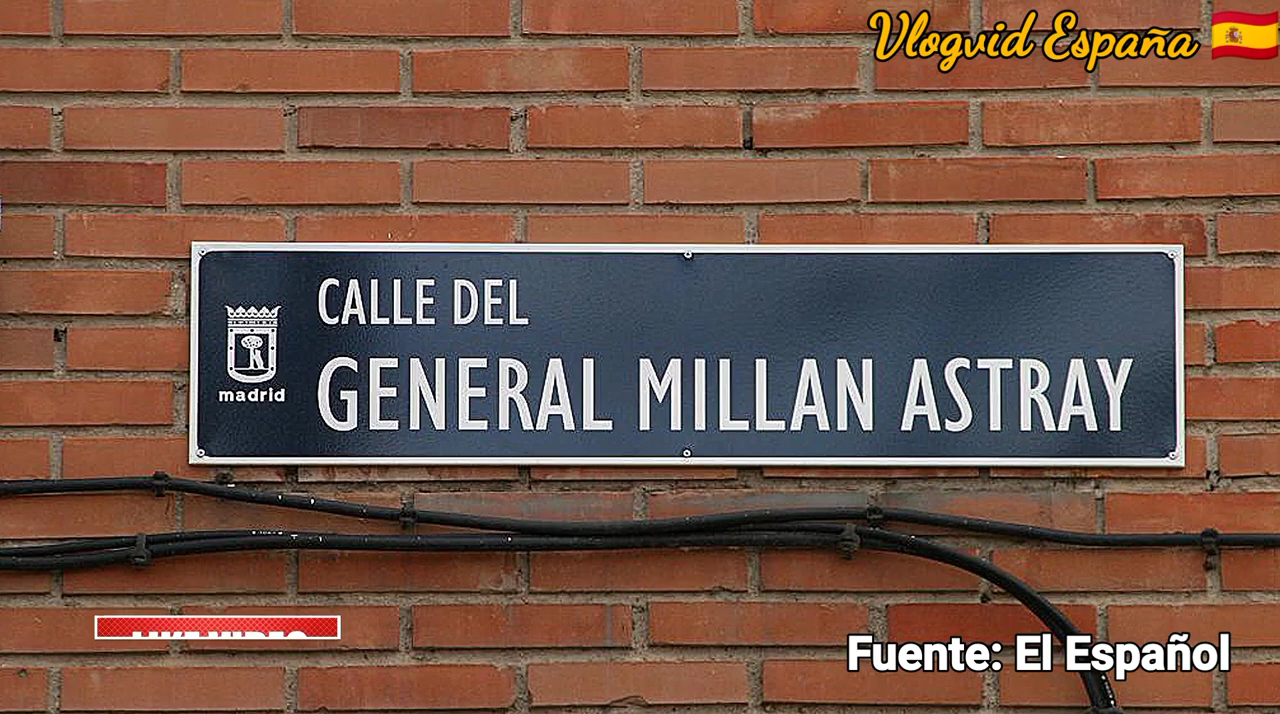 Vlogvid España
CALLE DEL
GENERAL MILLAN ASTRAY
madrid
Fuente: El Español